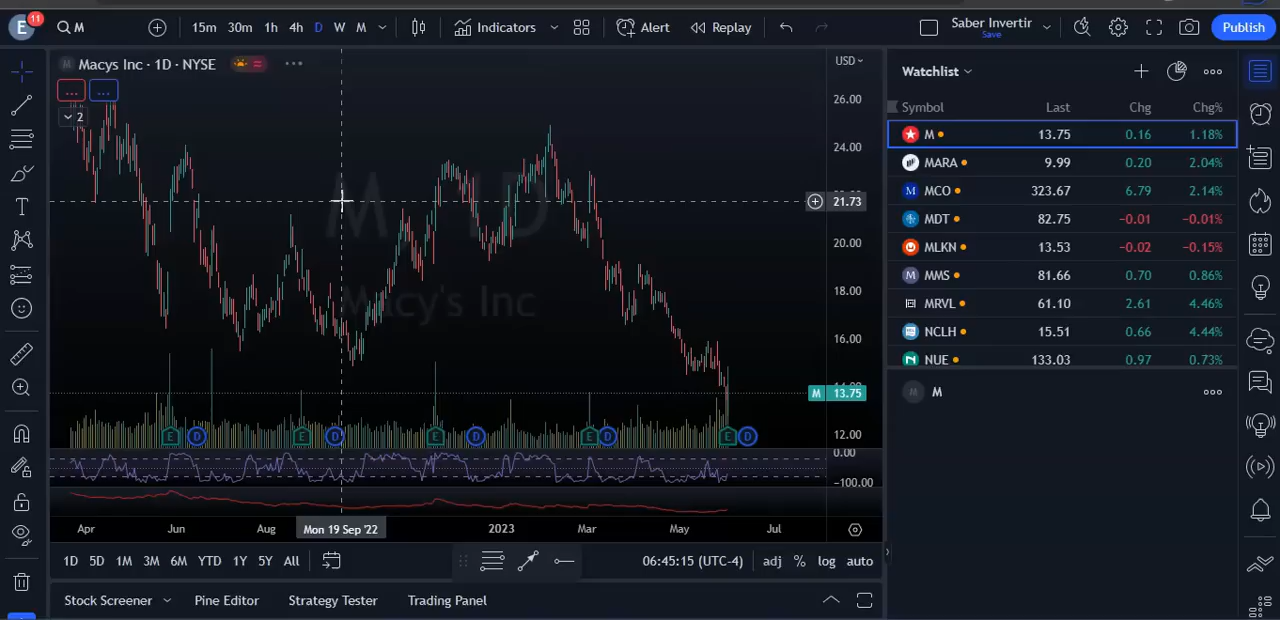 E 11 M 15m 30m 1h 4h D W M Indicators Alert Replay Saber Invertir Save Publish
Macys Inc · 1D · NYSE USD
... ...
2
26.00
24.00
M 1D
21.73
20.00
Macy's Inc
18.00
16.00
M 13.75
12.00
E D E D E D E D E D
0.00
-100.00
Apr Jun Aug Mon 19 Sep '22 2023 Mar May Jul
1D 5D 1M 3M 6M YTD 1Y 5Y All 06:45:15 (UTC-4) adj % log auto
Stock Screener Pine Editor Strategy Tester Trading Panel
Watchlist
Symbol Last Chg Chg%
M 13.75 0.16 1.18%
MARA 9.99 0.20 2.04%
M MCO 323.67 6.79 2.14%
MDT 82.75 −0.01 −0.01%
MLKN 13.53 −0.02 −0.15%
M MMS 81.66 0.70 0.86%
MRVL 61.10 2.61 4.46%
NCLH 15.51 0.66 4.44%
NUE 133.03 0.97 0.73%
M M